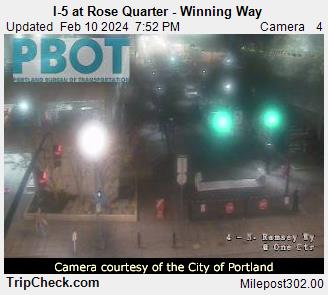 I-5 at Rose Quarter - Winning Way
Updated Feb 10 2024 7:52 PM Camera 4
PBOT
PORTLAND BUREAU OF TRANSPORTATION
4 - N. Ramsey Wy
@ One Ctr
Camera courtesy of the City of Portland
TripCheck.com Milepost302.00